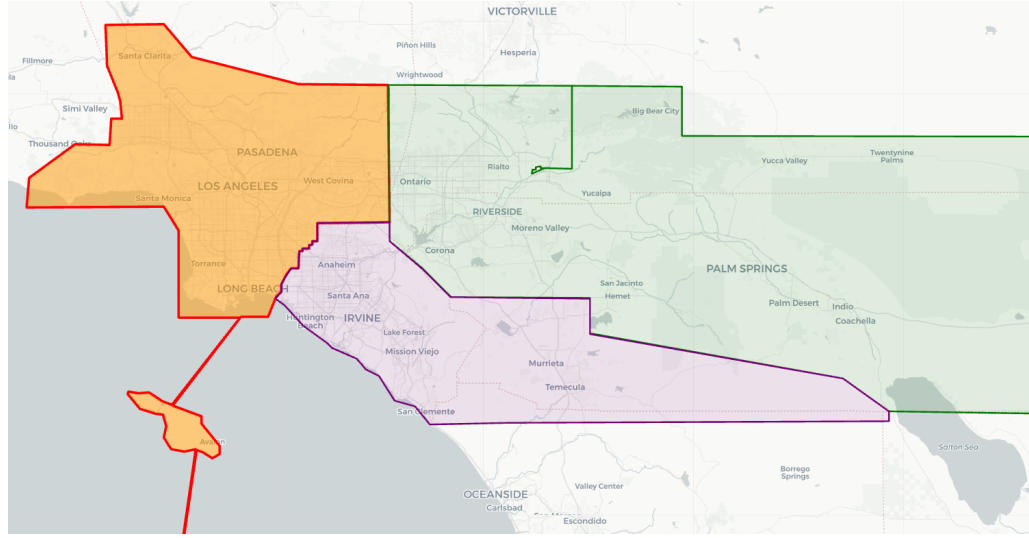 VICTORVILLE
Piñon Hills
Hesperia
Santa Clarita
Fillmore
Wrightwood
Simi Valley
Big Bear City
Thousand Oaks
PASADENA
Rialto
Yucca Valley
Twentynine
Palms
West Covina
Ontario
LOS ANGELES
Yucaipa
Santa Monica
RIVERSIDE
Moreno Valley
Corona
Torrance
Anaheim
PALM SPRINGS
San Jacinto
Hemet
LONG BEACH
Santa Ana
Palm Desert
Indio
Huntington
Beach
IRVINE
Coachella
Lake Forest
Mission Viejo
Murrieta
Temecula
San Clemente
Avalon
Salton Sea
Borrego
Springs
Valley Center
OCEANSIDE
Carlsbad
Escondido